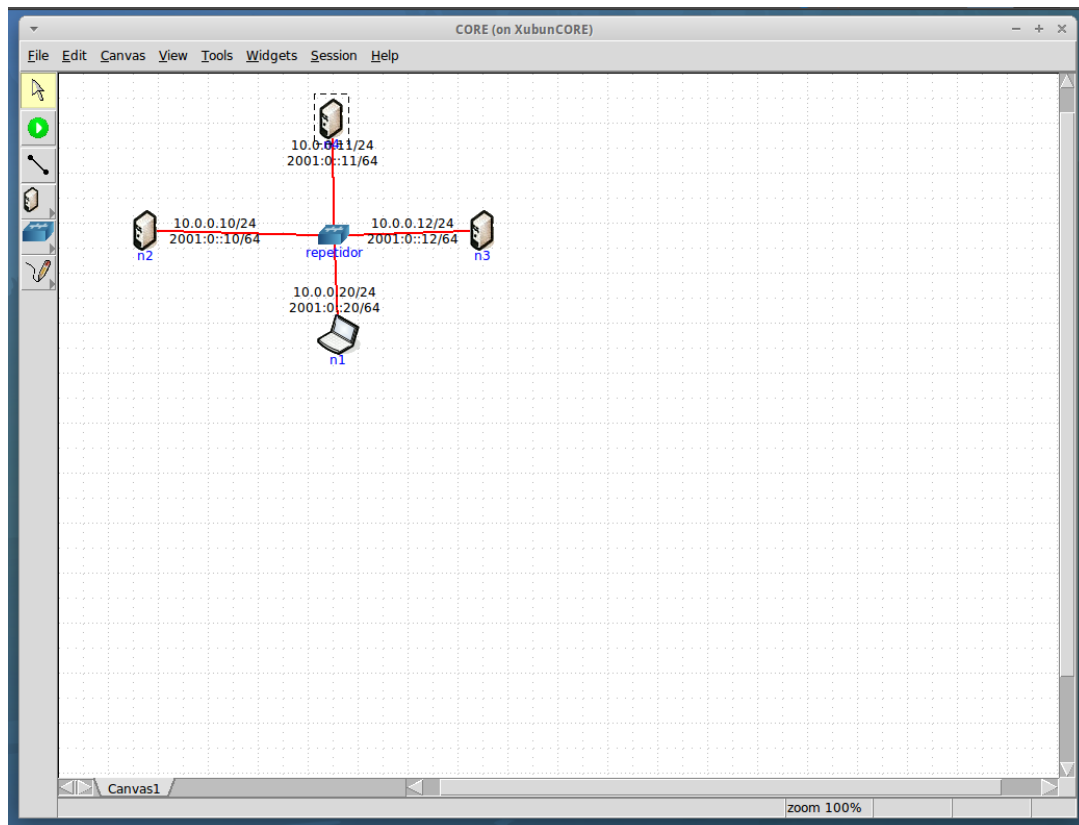 CORE (on XubunCORE)
File Edit Canvas View Tools Widgets Session Help
2001:0::11/64
10.0.0.10/24
2001:0::10/64
n2
10.0.0.12/24
2001:0::12/64
n3
repetidor
10.0.0.20/24
2001:0::20/64
n1
Canvas1
zoom 100%